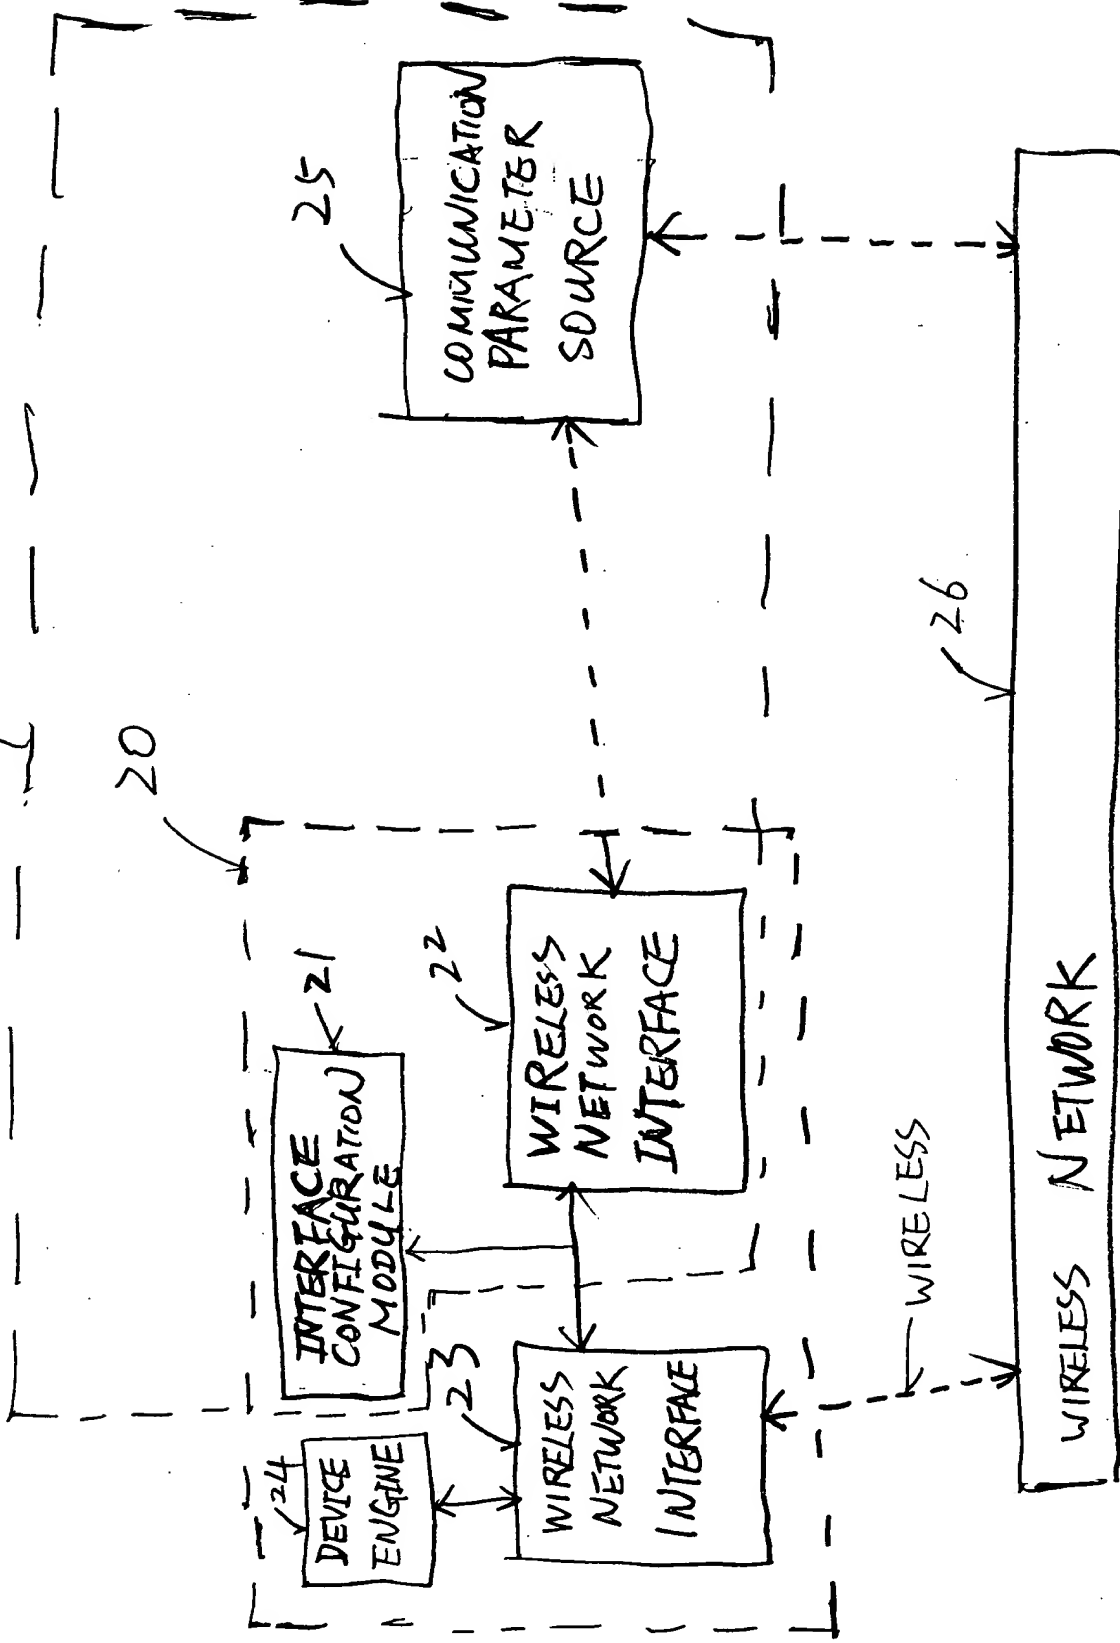 20
25
COMMUNICATION
PARAMETER
SOURCE
21
INTERFACE
CONFIGURATION
MODULE
22
WIRELESS
NETWORK
INTERFACE
24
DEVICE
ENGINE
23
WIRELESS
NETWORK
INTERFACE
WIRELESS
26
WIRELESS NETWORK